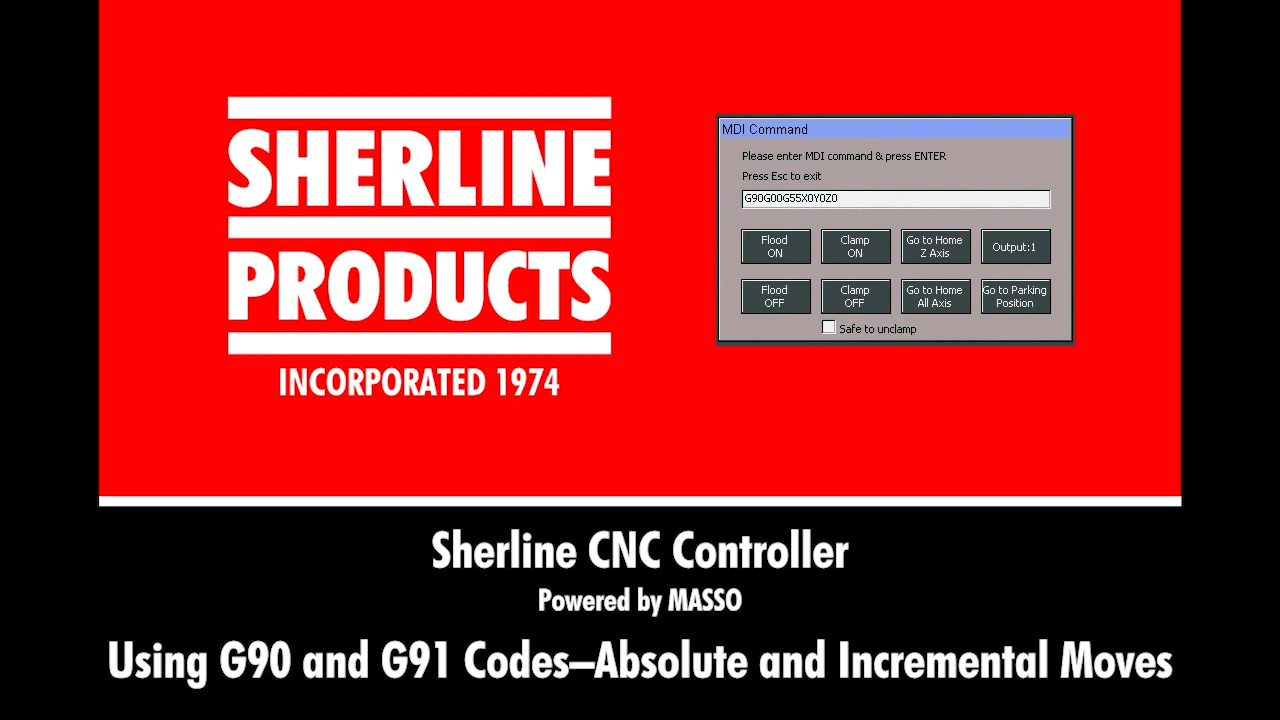 SHERLINE
PRODUCTS
INCORPORATED 1974
MDI Command
Please enter MDI command & press ENTER
Press Esc to exit
G90G00G55X0Y0Z0
Flood
ON
Clamp
ON
Go to Home
Z Axis
Output:1
Flood
OFF
Clamp
OFF
Go to Home
All Axis
Go to Parking
Position
Safe to unclamp
Sherline CNC Controller
Powered by MASSO
Using G90 and G91 Codes–Absolute and Incremental Moves